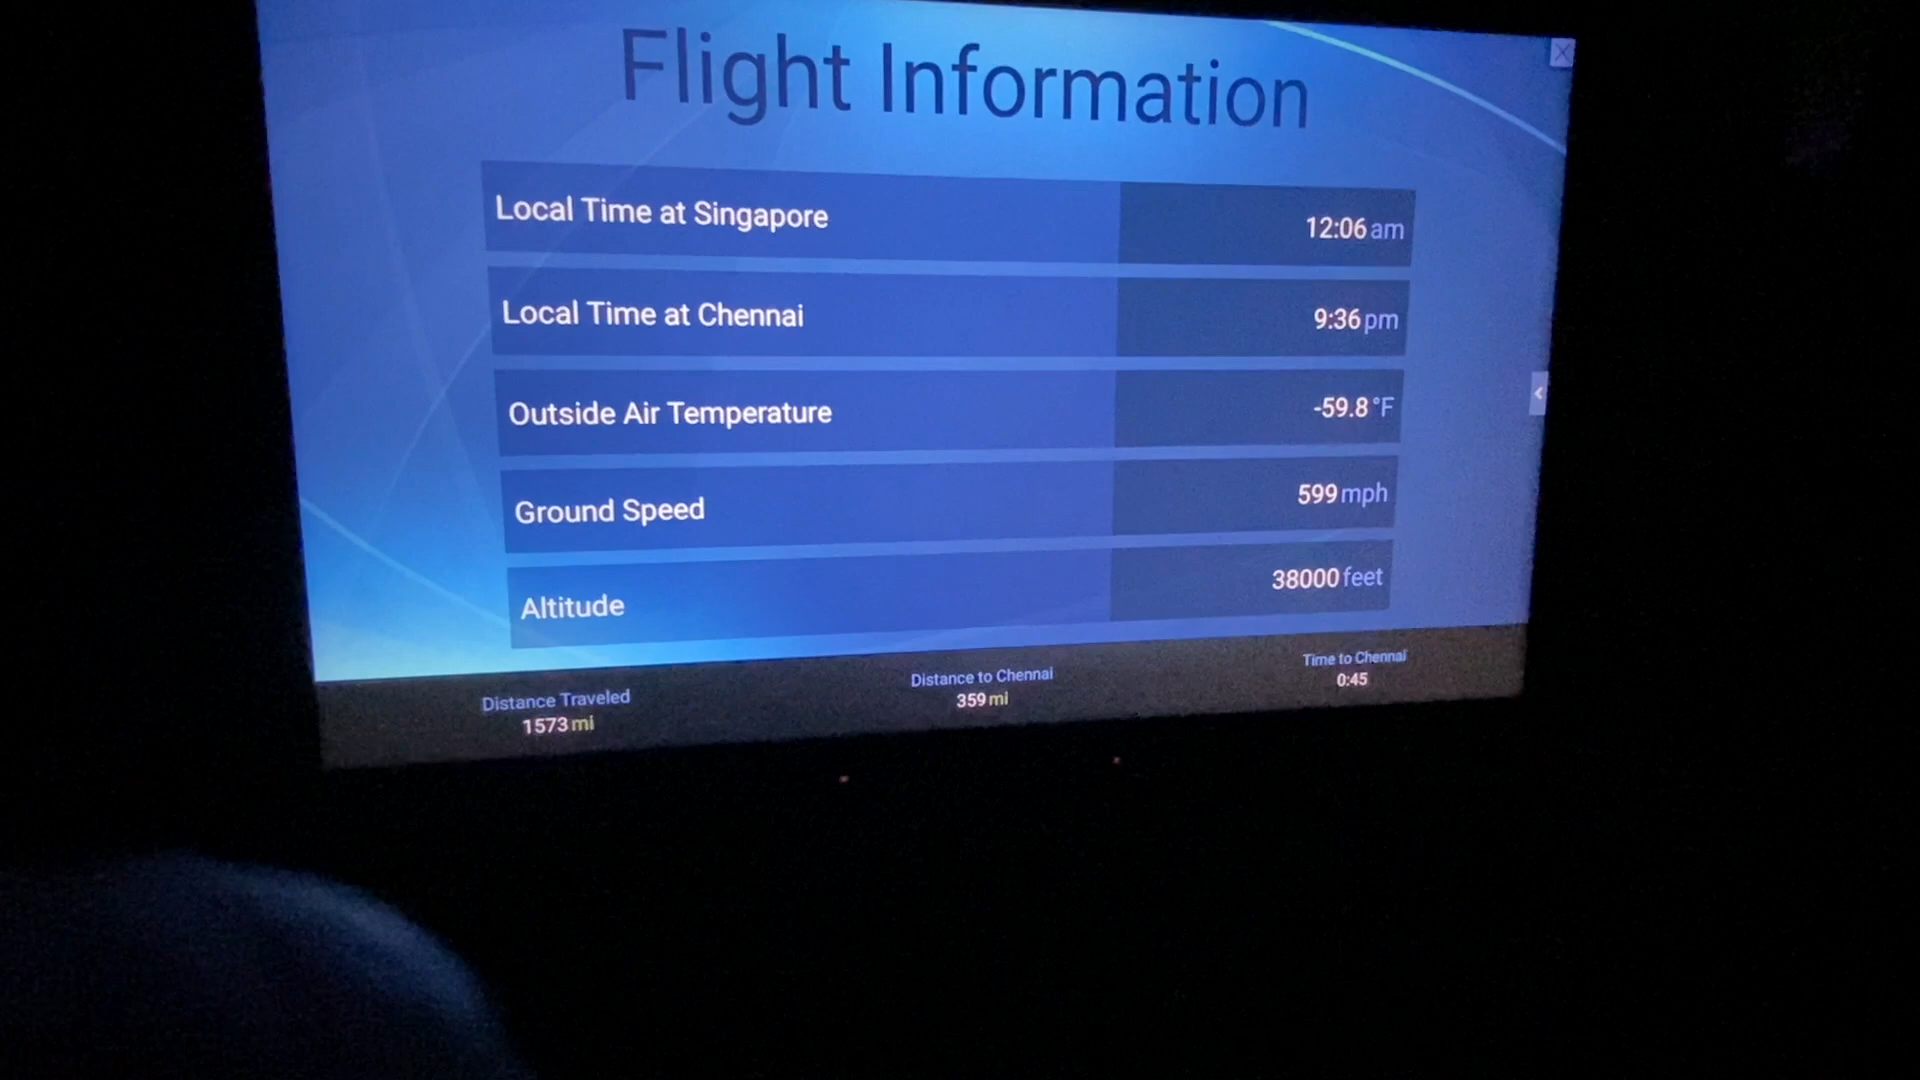 Flight Information
Local Time at Singapore 12:06 am
Local Time at Chennai 9:36 pm
Outside Air Temperature -59.8 °F
Ground Speed 599 mph
Altitude 38000 feet
Distance Traveled
1573 mi
Distance to Chennai
359 mi
Time to Chennai
0:45